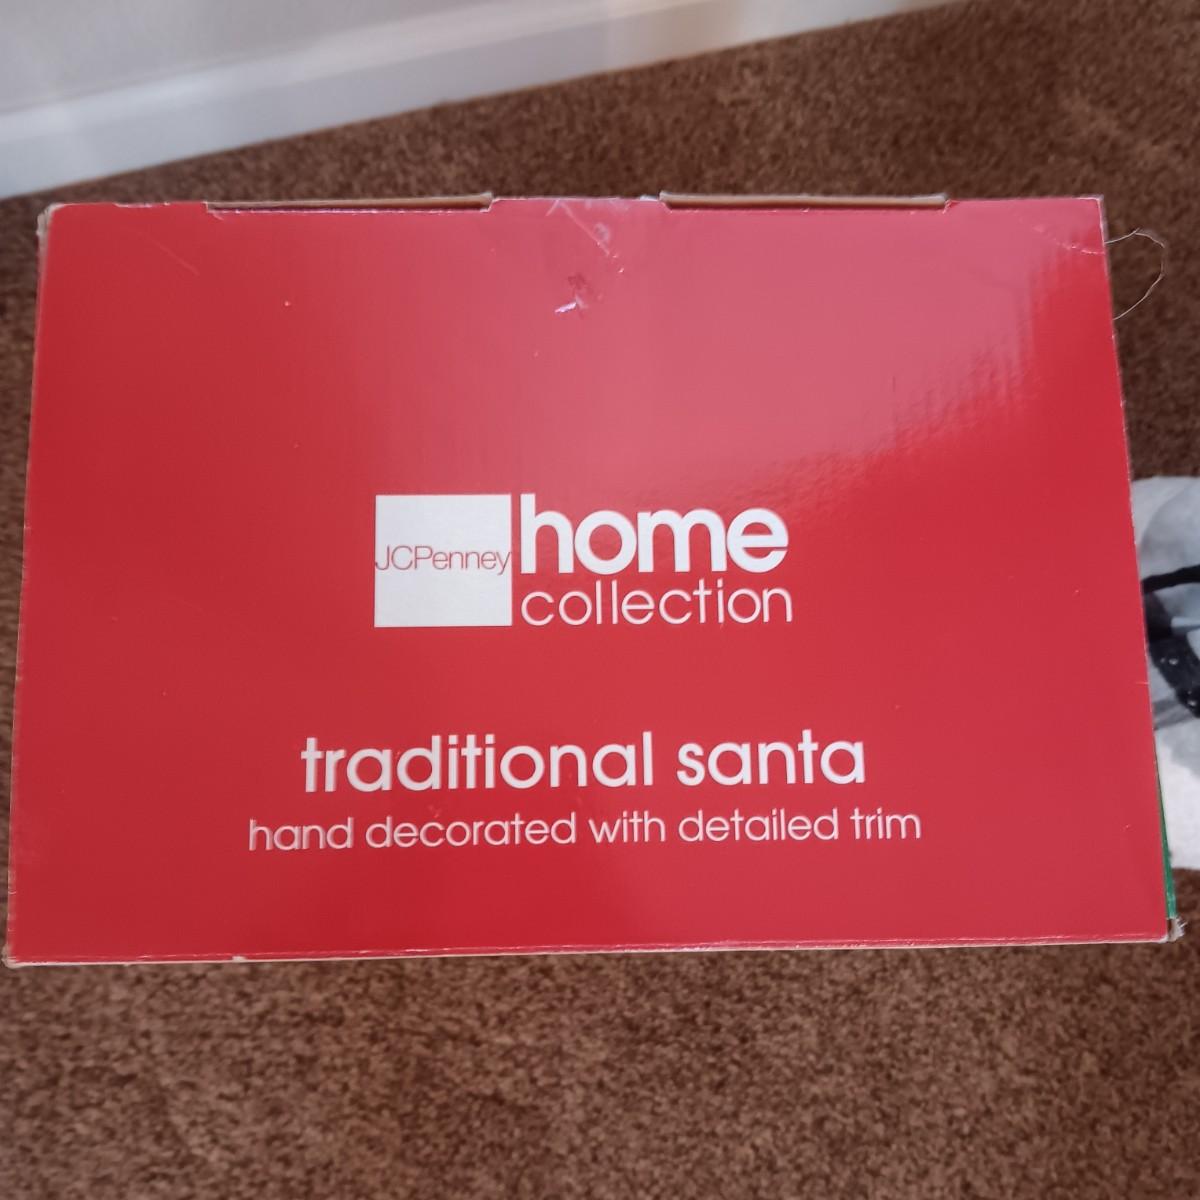 JCPenney
home
collection
traditional santa
hand decorated with detailed trim